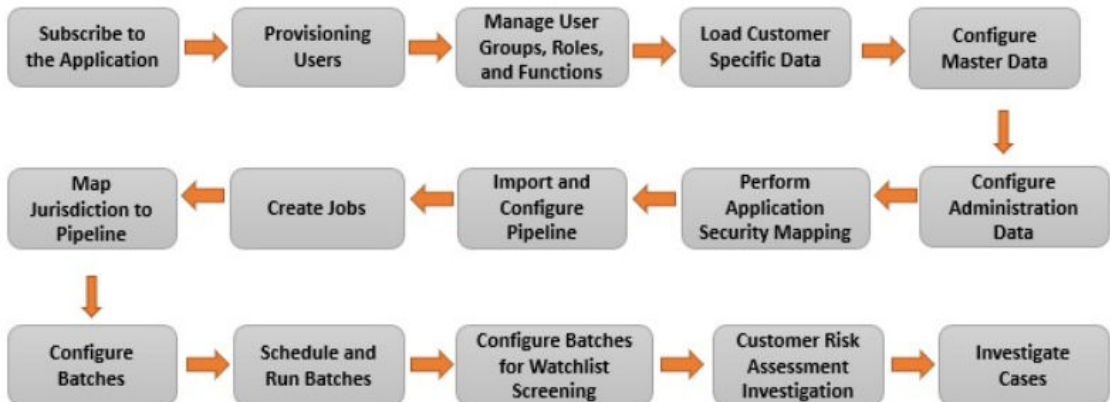 Subscribe to
the Application
Provisioning
Users
Manage User
Groups, Roles,
and Functions
Load Customer
Specific Data
Configure
Master Data
Configure
Administration
Data
Perform
Application
Security Mapping
Import and
Configure
Pipeline
Create Jobs
Map
Jurisdiction to
Pipeline
Configure
Batches
Schedule and
Run Batches
Configure Batches
for Watchlist
Screening
Customer Risk
Assessment
Investigation
Investigate
Cases